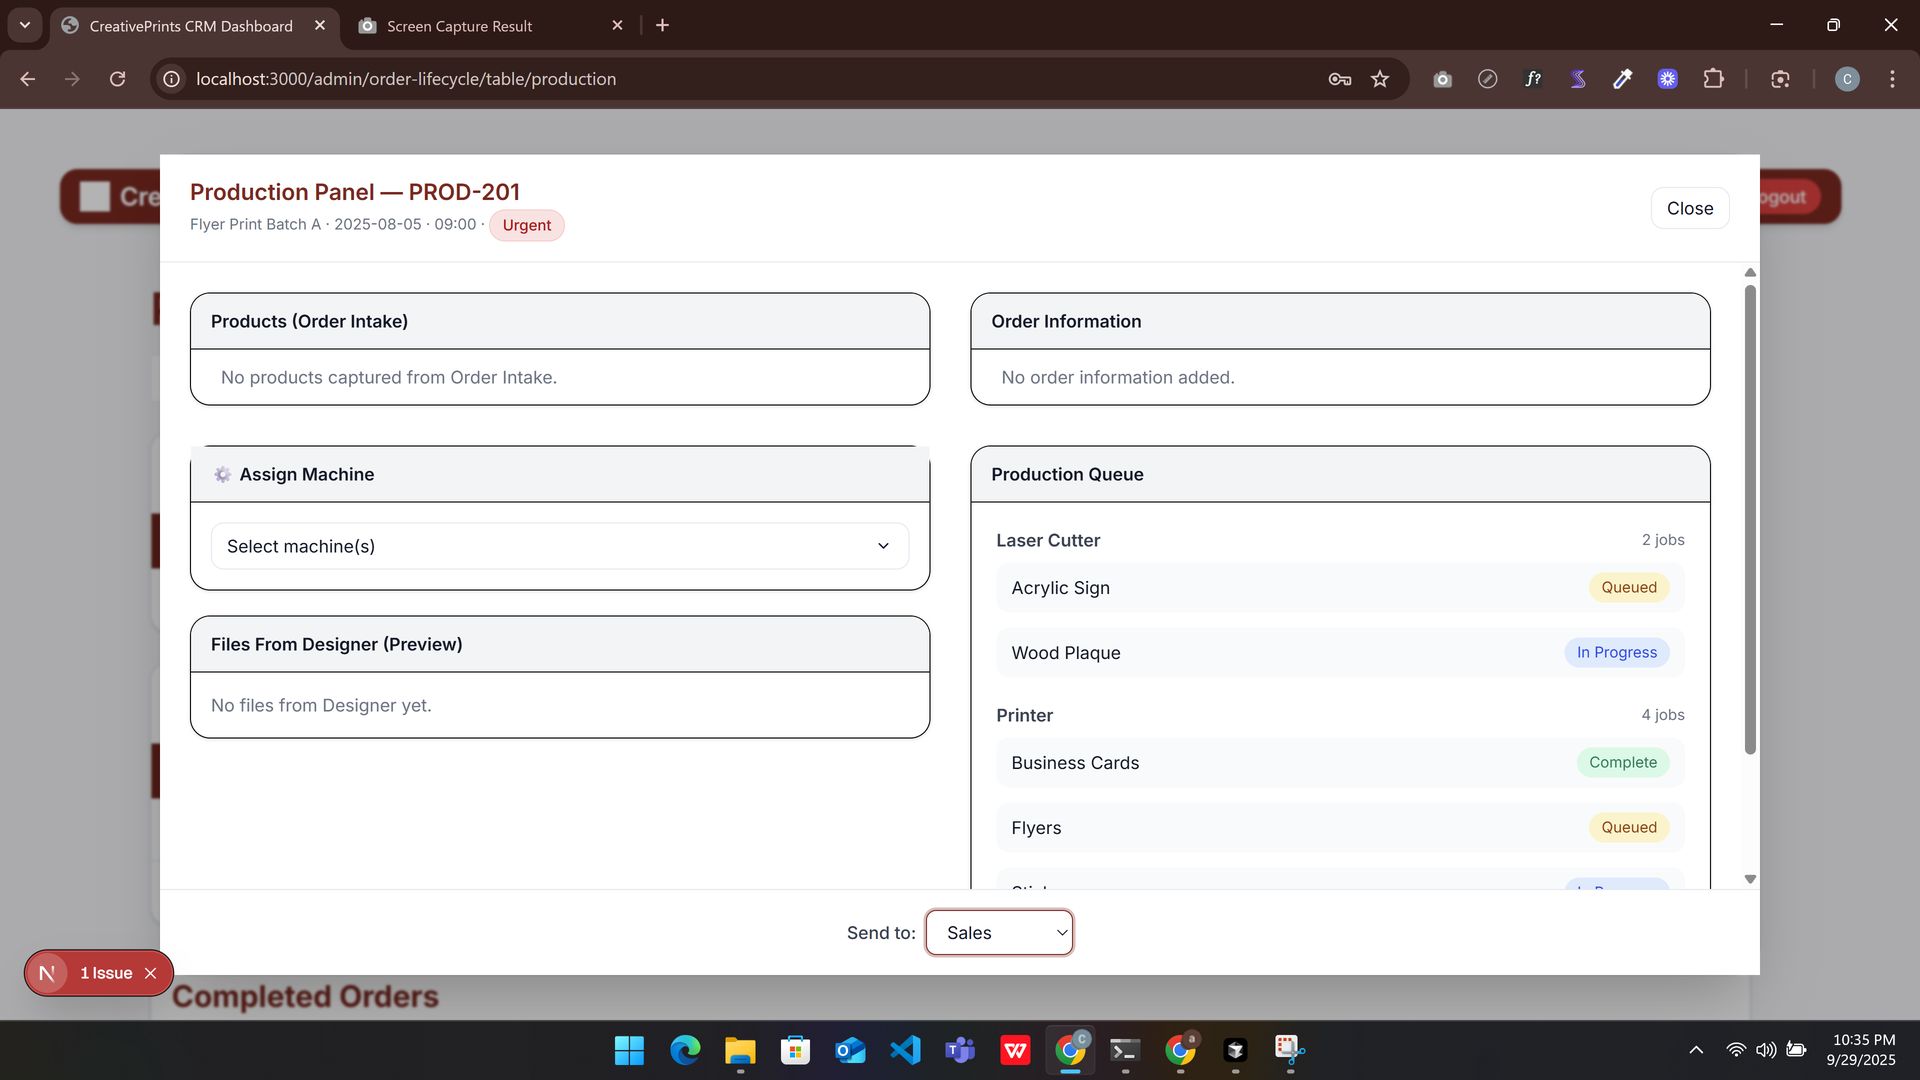 CreativePrints CRM Dashboard
Screen Capture Result
localhost:3000/admin/order-lifecycle/table/production
f?
C
Cre
Production Panel — PROD-201
Flyer Print Batch A · 2025-08-05 · 09:00 · Urgent
Close
ogout
Products (Order Intake)
No products captured from Order Intake.
Order Information
No order information added.
Assign Machine
Select machine(s)
Files From Designer (Preview)
No files from Designer yet.
Production Queue
Laser Cutter 2 jobs
Acrylic Sign Queued
Wood Plaque In Progress
Printer 4 jobs
Business Cards Complete
Flyers Queued
Send to: Sales
N 1 Issue
Completed Orders
10:35 PM
9/29/2025